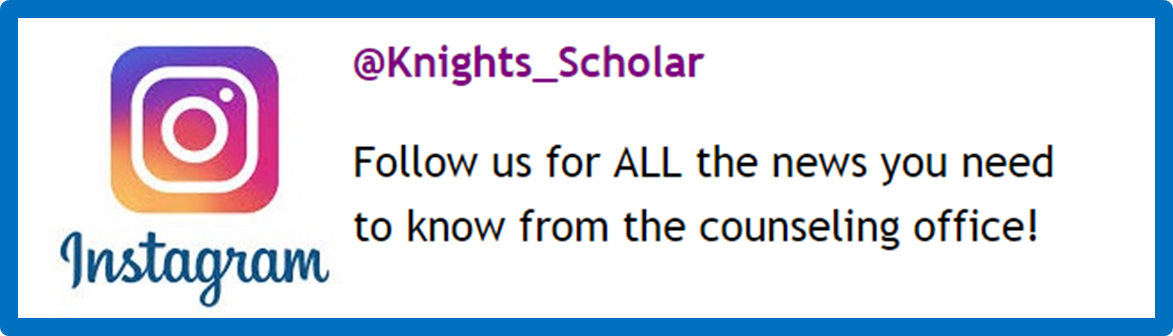 @Knights_Scholar
Follow us for ALL the news you need
to know from the counseling office!
Instagram